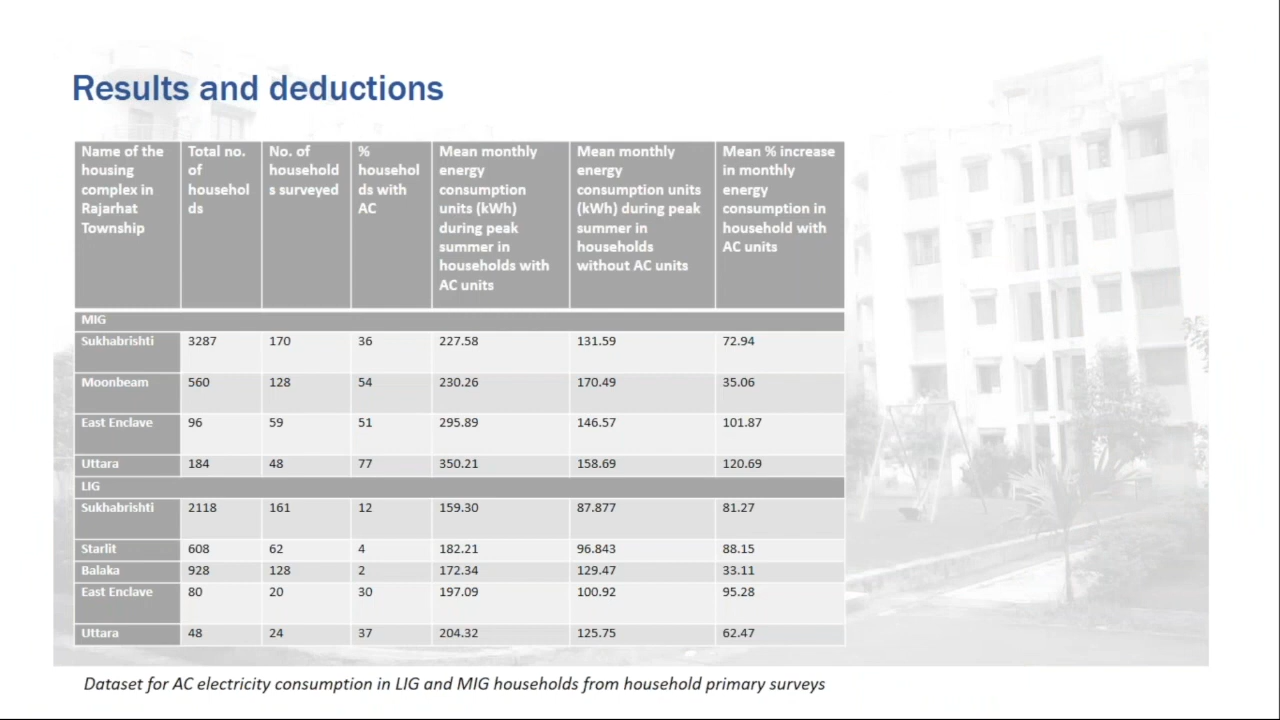 Results and deductions
Name of the housing complex in Rajarhat Township | Total no. of househol ds | No. of household s surveyed | % househol ds with AC | Mean monthly energy consumption units (kWh) during peak summer in households with AC units | Mean monthly energy consumption units (kWh) during peak summer in households without AC units | Mean % increase in monthly energy consumption in household with AC units
MIG
Sukhabrishti | 3287 | 170 | 36 | 227.58 | 131.59 | 72.94
Moonbeam | 560 | 128 | 54 | 230.26 | 170.49 | 35.06
East Enclave | 96 | 59 | 51 | 295.89 | 146.57 | 101.87
Uttara | 184 | 48 | 77 | 350.21 | 158.69 | 120.69
LIG
Sukhabrishti | 2118 | 161 | 12 | 159.30 | 87.877 | 81.27
Starlit | 608 | 62 | 4 | 182.21 | 96.843 | 88.15
Balaka | 928 | 128 | 2 | 172.34 | 129.47 | 33.11
East Enclave | 80 | 20 | 30 | 197.09 | 100.92 | 95.28
Uttara | 48 | 24 | 37 | 204.32 | 125.75 | 62.47
Dataset for AC electricity consumption in LIG and MIG households from household primary surveys